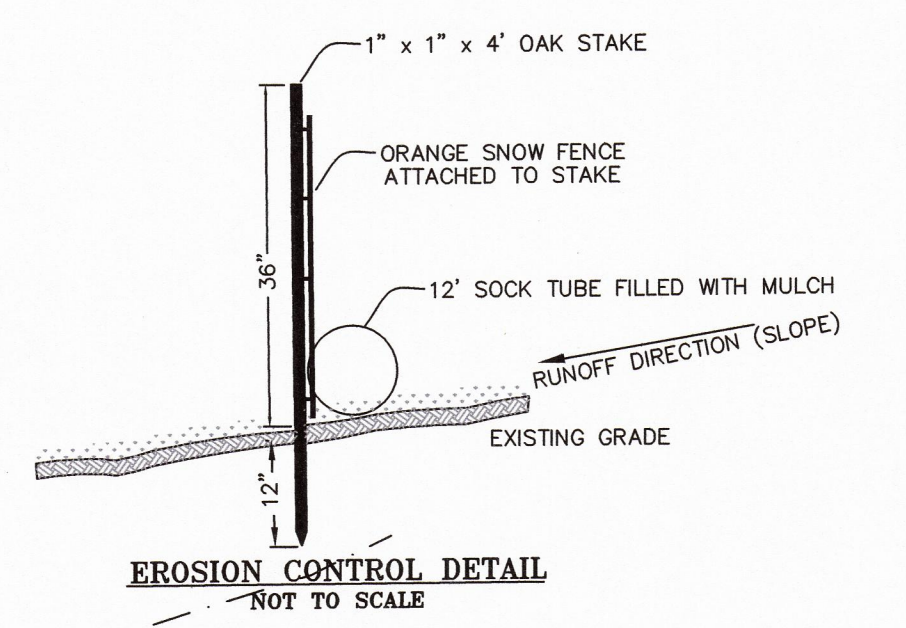 1" x 1" x 4' OAK STAKE
ORANGE SNOW FENCE
ATTACHED TO STAKE
36"
12' SOCK TUBE FILLED WITH MULCH
RUNOFF DIRECTION (SLOPE)
EXISTING GRADE
12"
EROSION CONTROL DETAIL
NOT TO SCALE